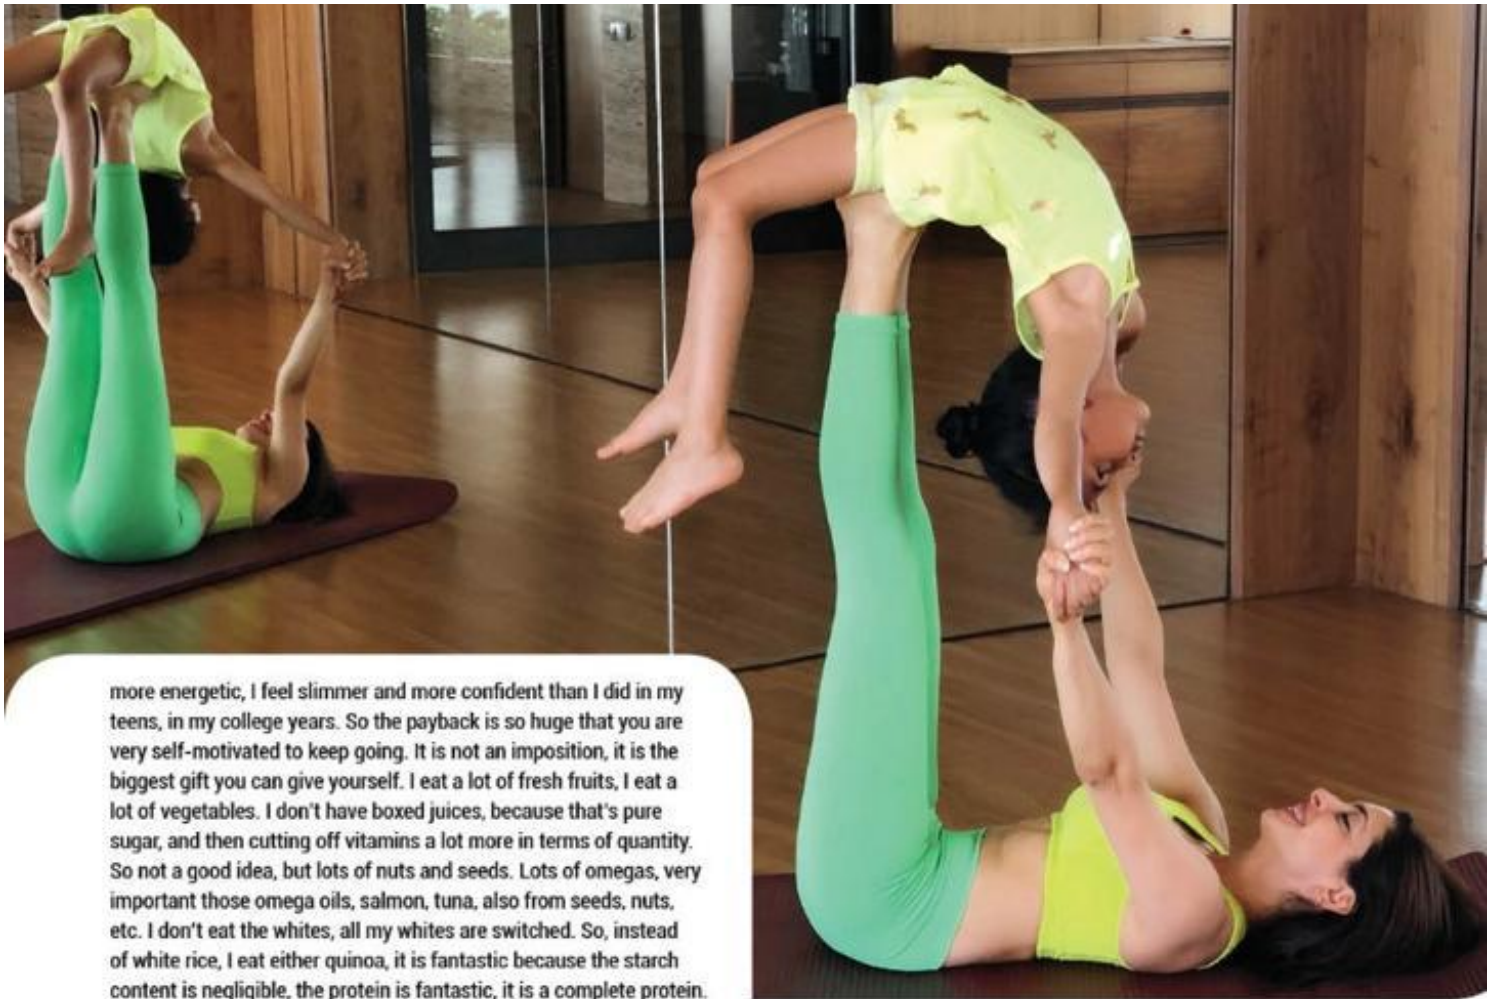 more energetic, I feel slimmer and more confident than I did in my
teens, in my college years. So the payback is so huge that you are
very self-motivated to keep going. It is not an imposition, it is the
biggest gift you can give yourself. I eat a lot of fresh fruits, I eat a
lot of vegetables. I don't have boxed juices, because that's pure
sugar, and then cutting off vitamins a lot more in terms of quantity.
So not a good idea, but lots of nuts and seeds. Lots of omegas, very
important those omega oils, salmon, tuna, also from seeds, nuts,
etc. I don't eat the whites, all my whites are switched. So, instead
of white rice, I eat either quinoa, it is fantastic because the starch
content is negligible, the protein is fantastic, it is a complete protein.